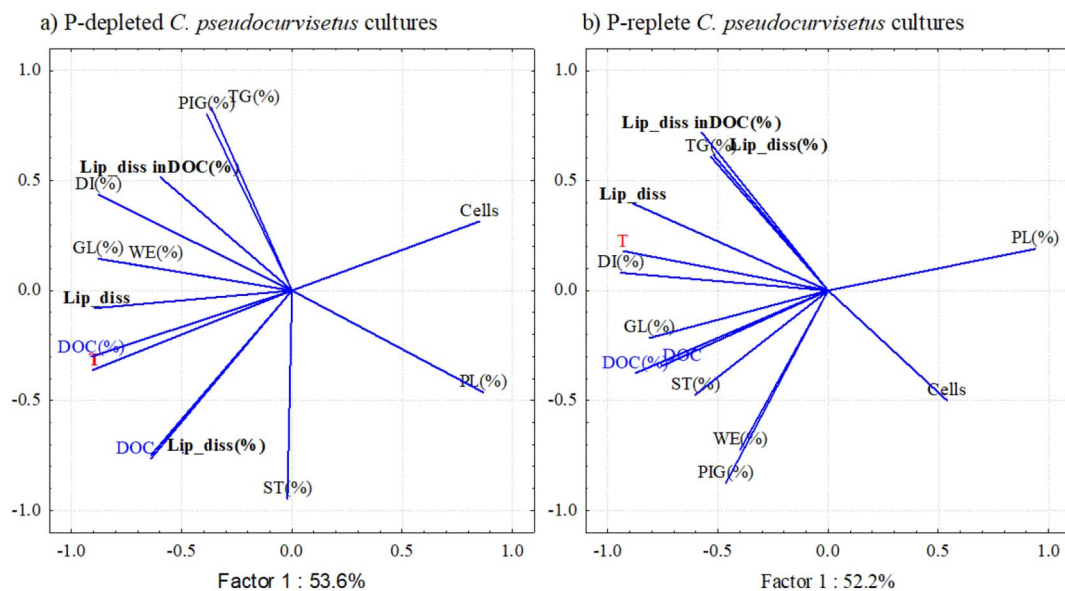 a) P-depleted C. pseudocurvisetus cultures
1.0
0.5
0.0
-0.5
-1.0
PIG(%)
TG(%)
Lip_diss inDOC(%)
DI(%)
Cells
GL(%)
WE(%)
Lip_diss
DOC(%)
T
PL(%)
DOC
Lip_diss(%)
ST(%)
-1.0 -0.5 0.0 0.5 1.0
Factor 1 : 53.6%
b) P-replete C. pseudocurvisetus cultures
1.0
0.5
0.0
-0.5
-1.0
Lip_diss inDOC(%)
TG(%)
Lip_diss(%)
Lip_diss
T
PL(%)
DI(%)
GL(%)
DOC(%)
DOC
ST(%)
Cells
WE(%)
PIG(%)
-1.0 -0.5 0.0 0.5 1.0
Factor 1 : 52.2%